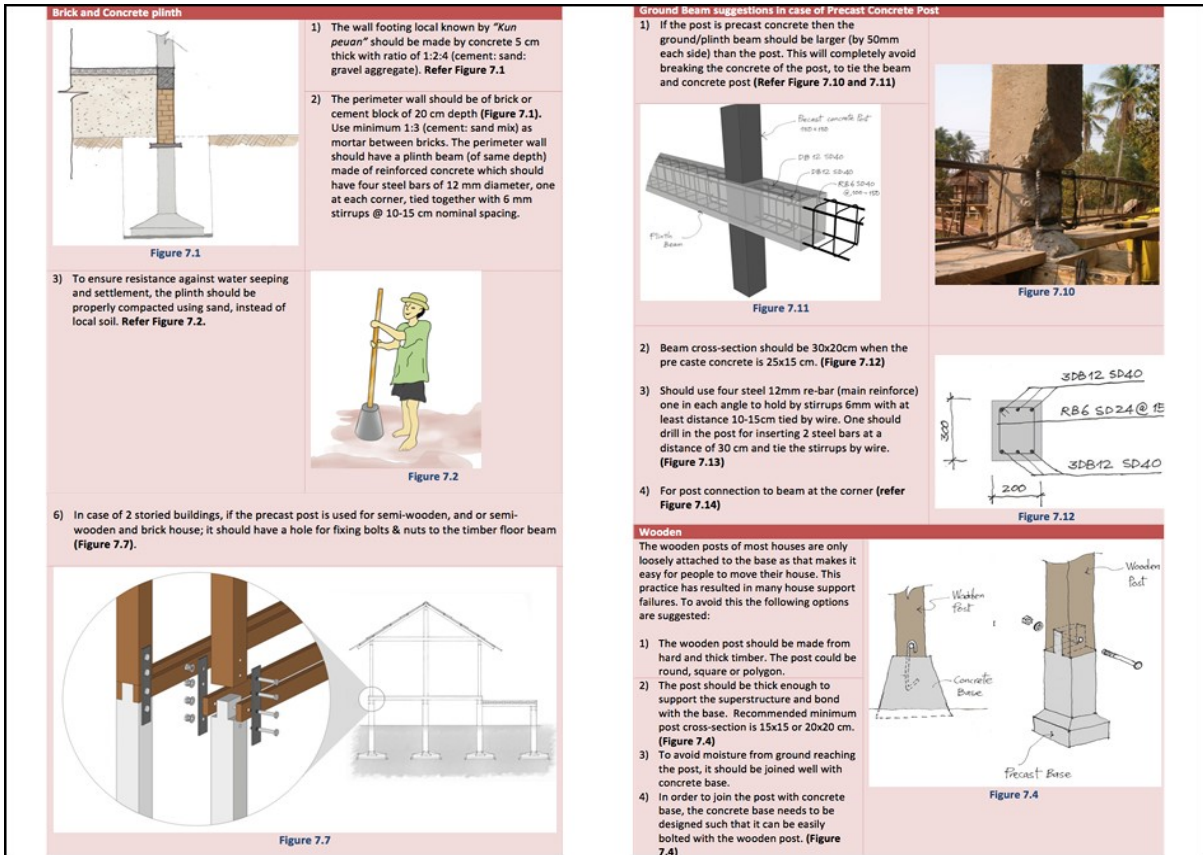 Brick and Concrete plinth
1) The wall footing local known by "Kun
peuan" should be made by concrete 5 cm
thick with ratio of 1:2:4 (cement: sand:
gravel aggregate). Refer Figure 7.1
2) The perimeter wall should be of brick or
cement block of 20 cm depth (Figure 7.1).
Use minimum 1:3 (cement: sand mix) as
mortar between bricks. The perimeter wall
should have a plinth beam (of same depth)
made of reinforced concrete which should
have four steel bars of 12 mm diameter, one
at each corner, tied together with 6 mm
stirrups @ 10-15 cm nominal spacing.
Figure 7.1
3) To ensure resistance against water seeping
and settlement, the plinth should be
properly compacted using sand, instead of
local soil. Refer Figure 7.2.
Figure 7.2
6) In case of 2 storied buildings, if the precast post is used for semi-wooden, and or semi-
wooden and brick house; it should have a hole for fixing bolts & nuts to the timber floor beam
(Figure 7.7).
Figure 7.7
Ground Beam suggestions in case of Precast Concrete Post
1) If the post is precast concrete then the
ground/plinth beam should be larger (by 50mm
each side) than the post. This will completely avoid
breaking the concrete of the post, to tie the beam
and concrete post (Refer Figure 7.10 and 7.11)
Precast concrete Post
150 x 150
DB 12 SD40
DB 12 SD40
RB6 SD24
@ 100-150
Plinth
Beam
Figure 7.11
Figure 7.10
2) Beam cross-section should be 30x20cm when the
pre caste concrete is 25x15 cm. (Figure 7.12)
3) Should use four steel 12mm re-bar (main reinforce)
one in each angle to hold by stirrups 6mm with at
least distance 10-15cm tied by wire. One should
drill in the post for inserting 2 steel bars at a
distance of 30 cm and tie the stirrups by wire.
(Figure 7.13)
4) For post connection to beam at the corner (refer
Figure 7.14)
3DB12 SD40
RB6 SD24 @ 15
300
3DB12 SD40
200
Figure 7.12
Wooden
The wooden posts of most houses are only
loosely attached to the base as that makes it
easy for people to move their house. This
practice has resulted in many house support
failures. To avoid this the following options
are suggested:
1) The wooden post should be made from
hard and thick timber. The post could be
round, square or polygon.
2) The post should be thick enough to
support the superstructure and bond
with the base. Recommended minimum
post cross-section is 15x15 or 20x20 cm.
(Figure 7.4)
3) To avoid moisture from ground reaching
the post, it should be joined well with
concrete base.
4) In order to join the post with concrete
base, the concrete base needs to be
designed such that it can be easily
bolted with the wooden post. (Figure
7.4)
Wooden
Post
Concrete
Base
Wooden
Post
Precast Base
Figure 7.4